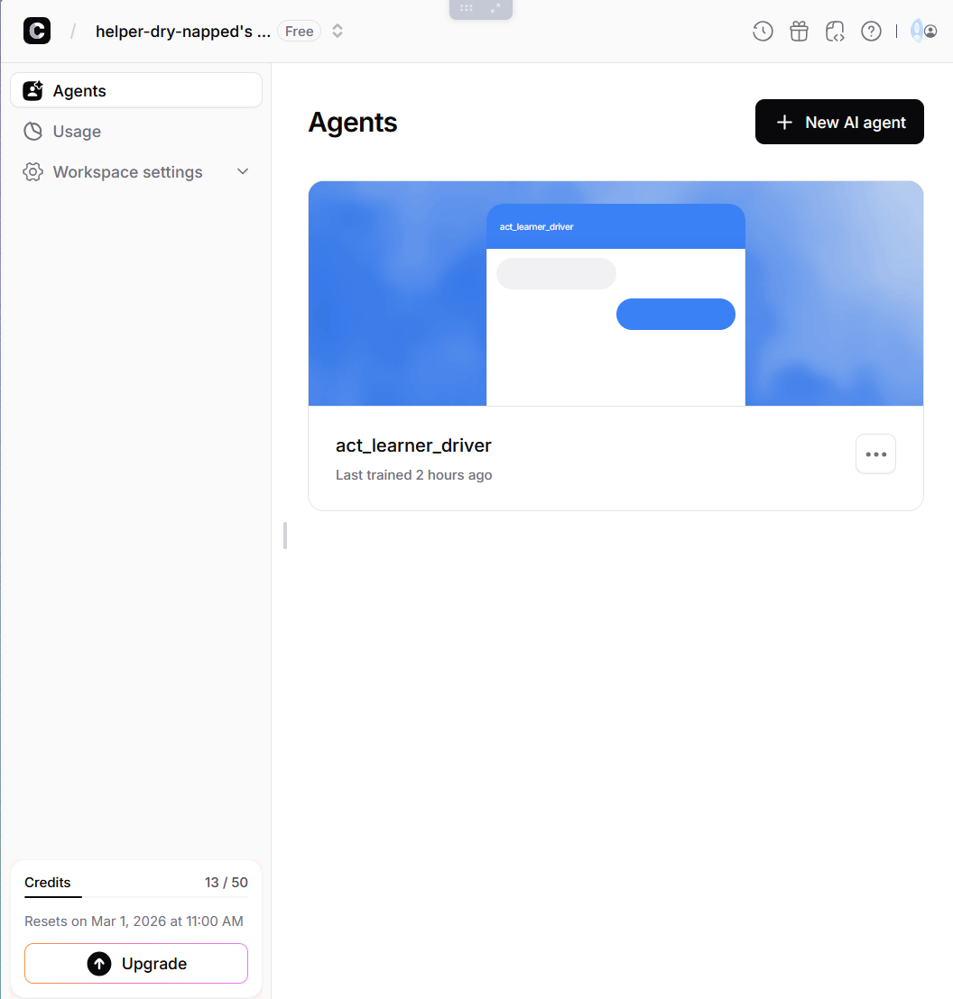 C / helper-dry-napped's ... Free
Agents
Usage
Workspace settings
Agents
New AI agent
act_learner_driver
act_learner_driver
Last trained 2 hours ago
Credits 13 / 50
Resets on Mar 1, 2026 at 11:00 AM
Upgrade